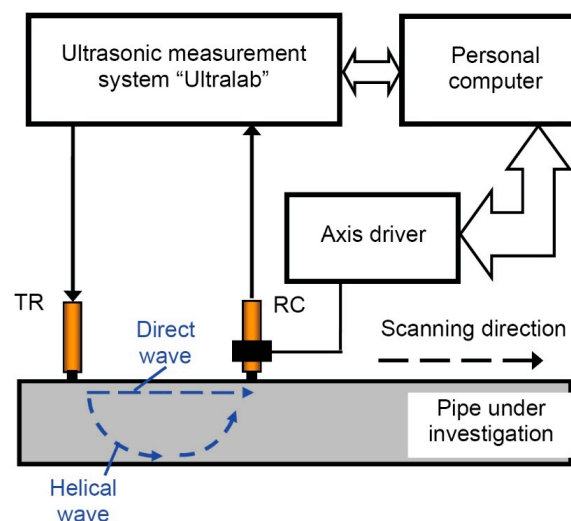 Ultrasonic measurement
system “Ultralab”
Personal
computer
Axis driver
TR
RC
Direct
wave
Scanning direction
Pipe under
investigation
Helical
wave